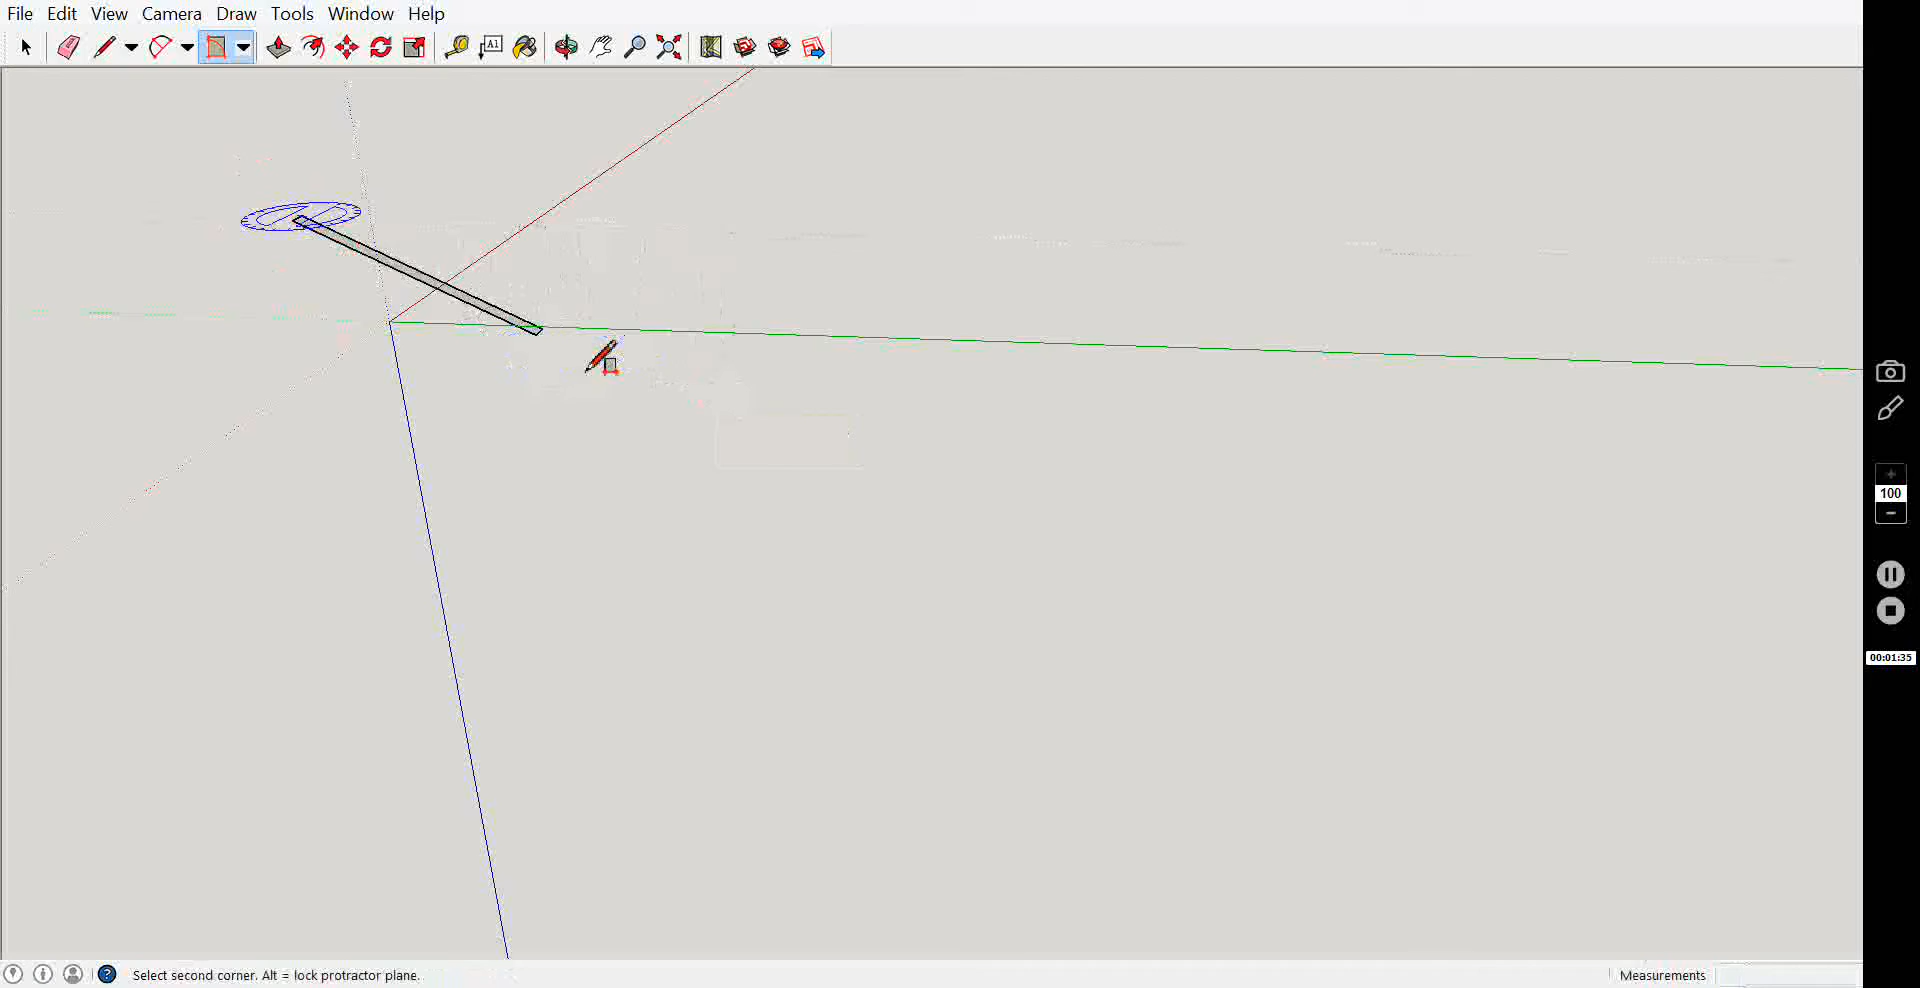 File Edit View Camera Draw Tools Window Help
A1
100
00:01:35
? Select second corner. Alt = lock protractor plane.
Measurements